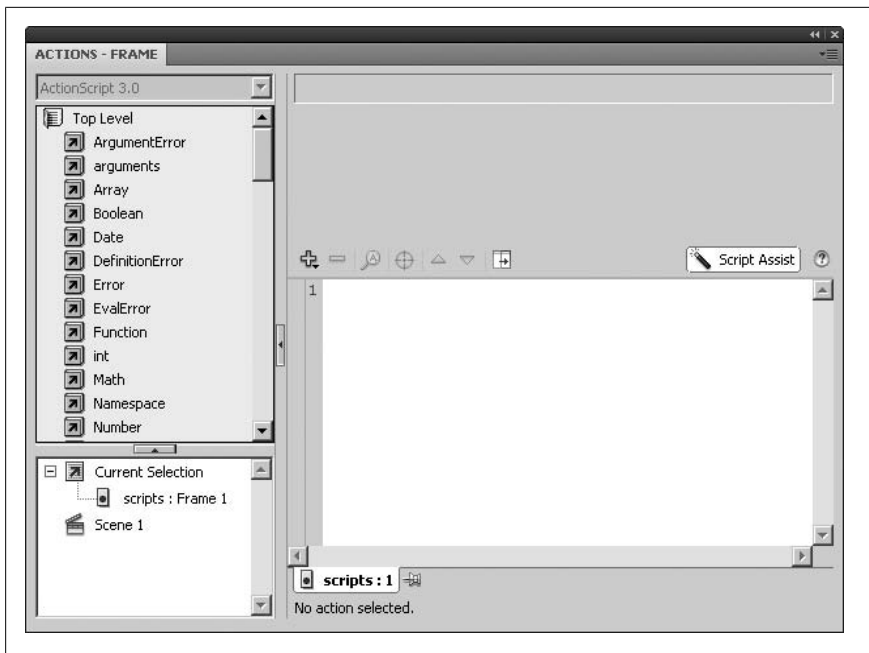 ACTIONS - FRAME
ActionScript 3.0
Top Level
ArgumentError
arguments
Array
Boolean
Date
DefinitionError
Error
EvalError
Function
int
Math
Namespace
Number
Current Selection
scripts : Frame 1
Scene 1
Script Assist
?
1
scripts : 1
No action selected.